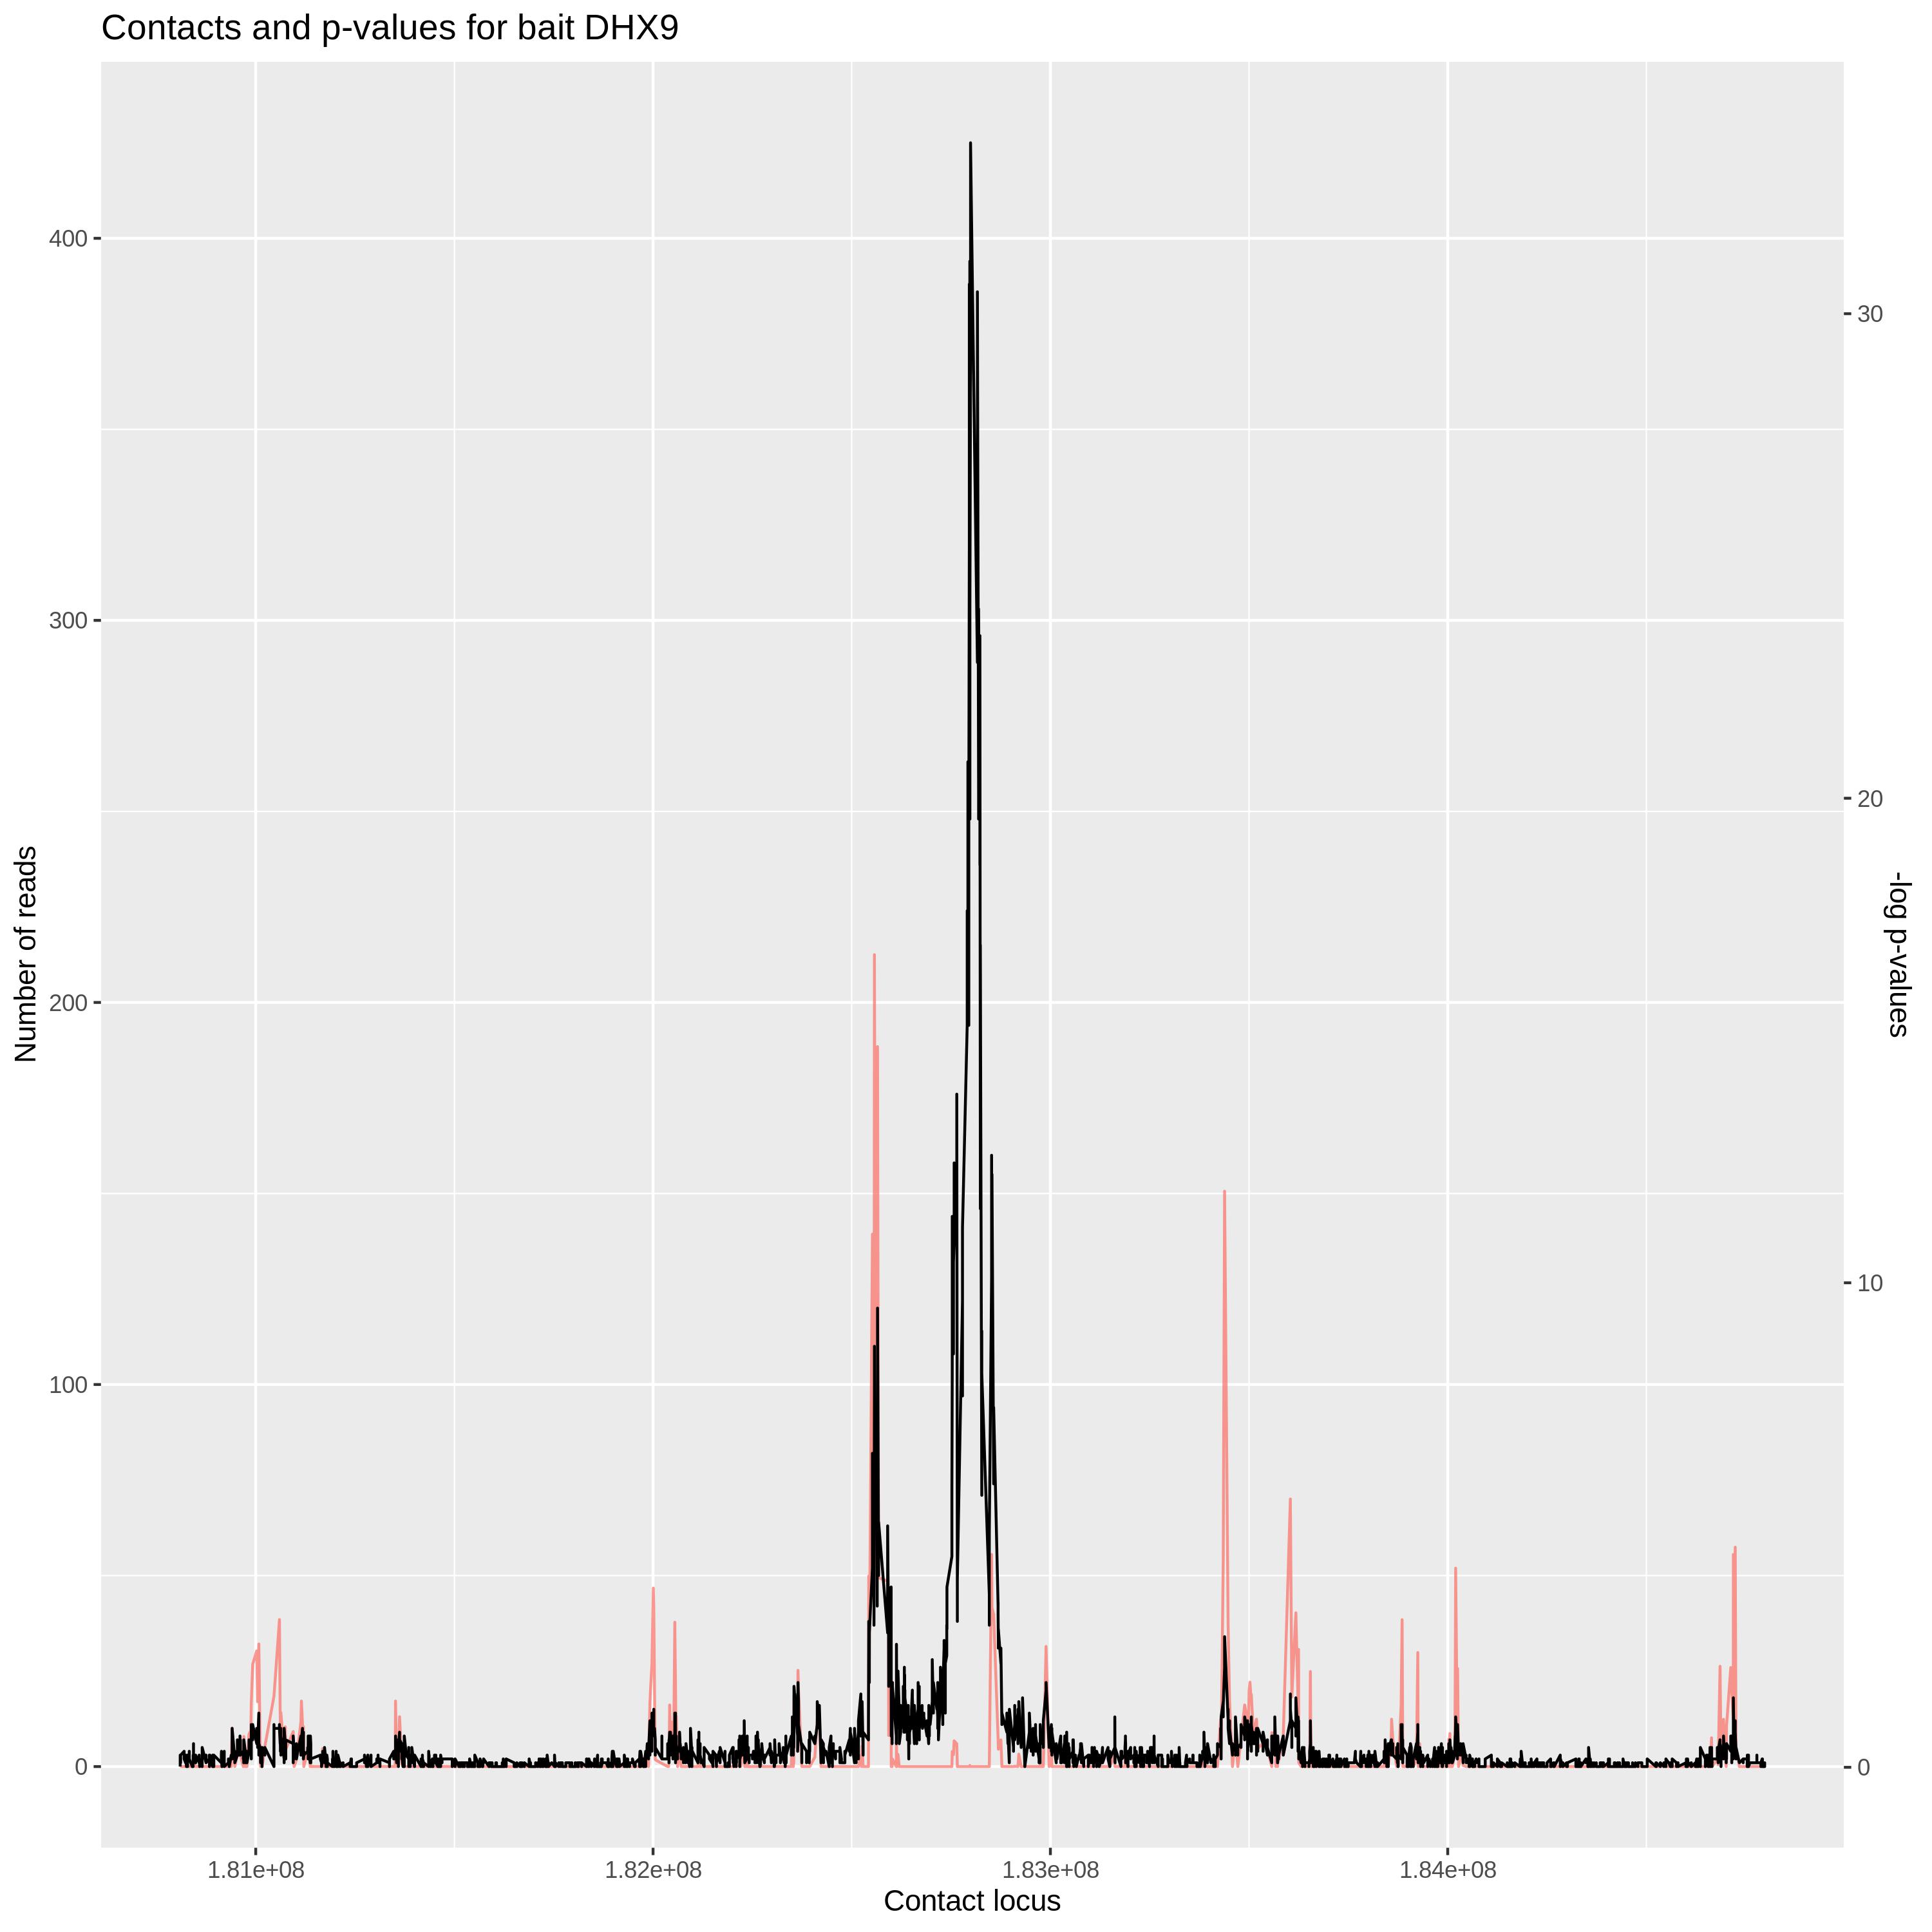 Contacts and p-values for bait DHX9
Number of reads
400
300
200
100
0
30
20
10
0
-log p-values
1.81e+08
1.82e+08
1.83e+08
1.84e+08
Contact locus